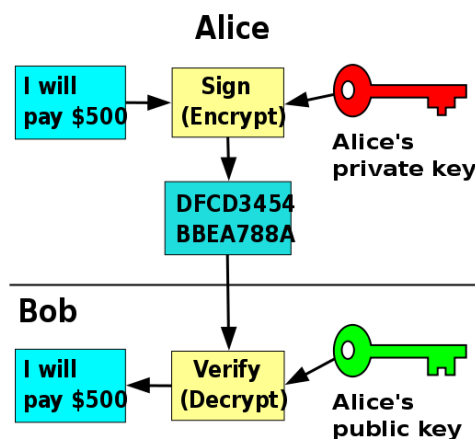 Alice
I will
pay $500
Sign
(Encrypt)
Alice's
private key
DFCD3454
BBEA788A
Bob
I will
pay $500
Verify
(Decrypt)
Alice's
public key